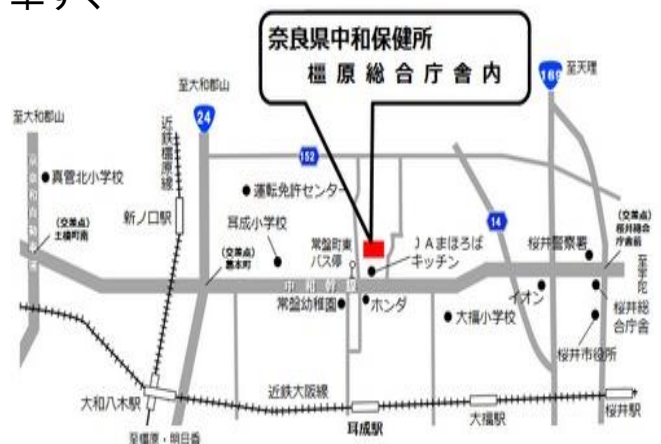 奈良県中和保健所
橿原総合庁舎内
至大和郡山
24
169
至天理
至大和郡山
近鉄橿原線
152
真菅北小学校
運転免許センター
新ノ口駅
耳成小学校
14
(交差点)
土橋町南
(交差点)
葛本町
常盤町東
バス停
JAまほろば
キッチン
桜井警察署
(交差点)
桜井総合
庁舎前
至宇陀
中和幹線
イオン
常盤幼稚園
ホンダ
大福小学校
桜井総
合庁舎
桜井市役所
大和八木駅
近鉄大阪線
耳成駅
大福駅
桜井駅
至橿原・明日香